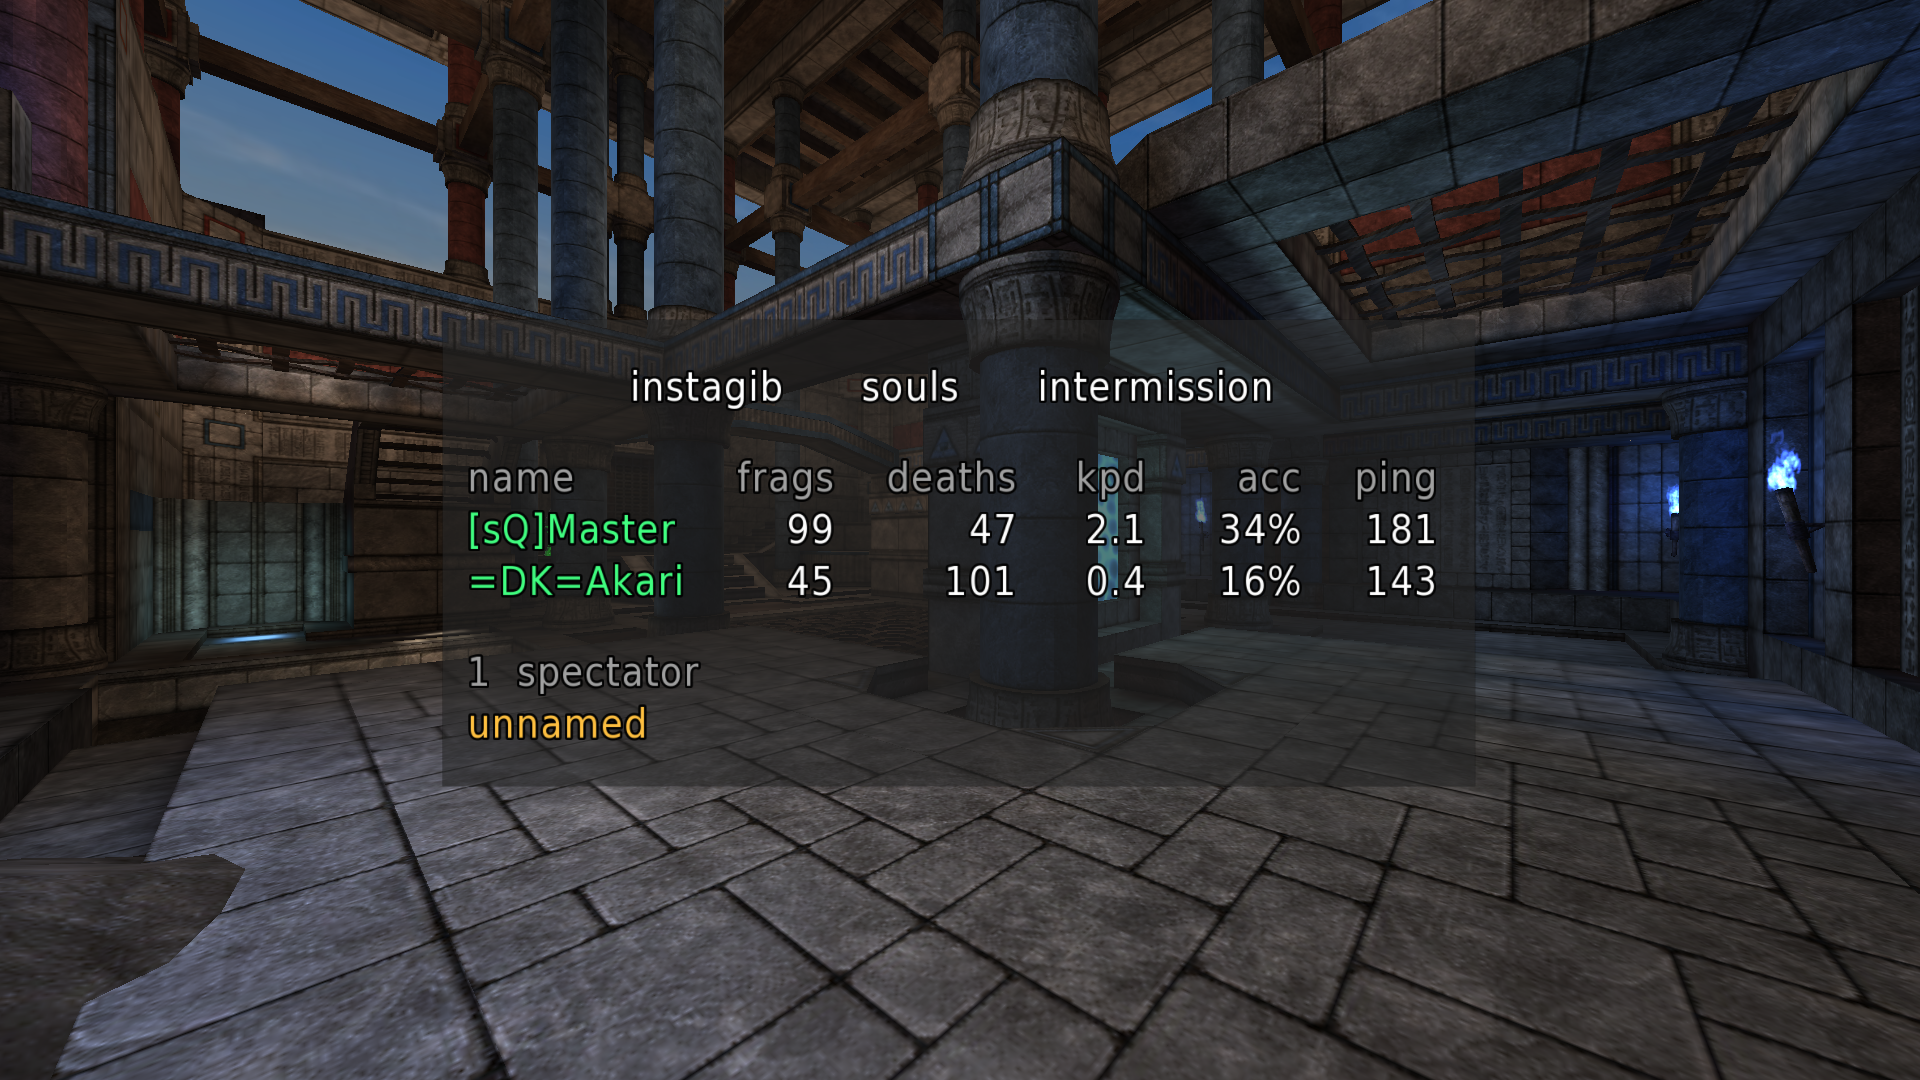 instagib souls intermission
name frags deaths kpd acc ping
[sQ]Master 99 47 2.1 34% 181
=DK=Akari 45 101 0.4 16% 143
1 spectator
unnamed